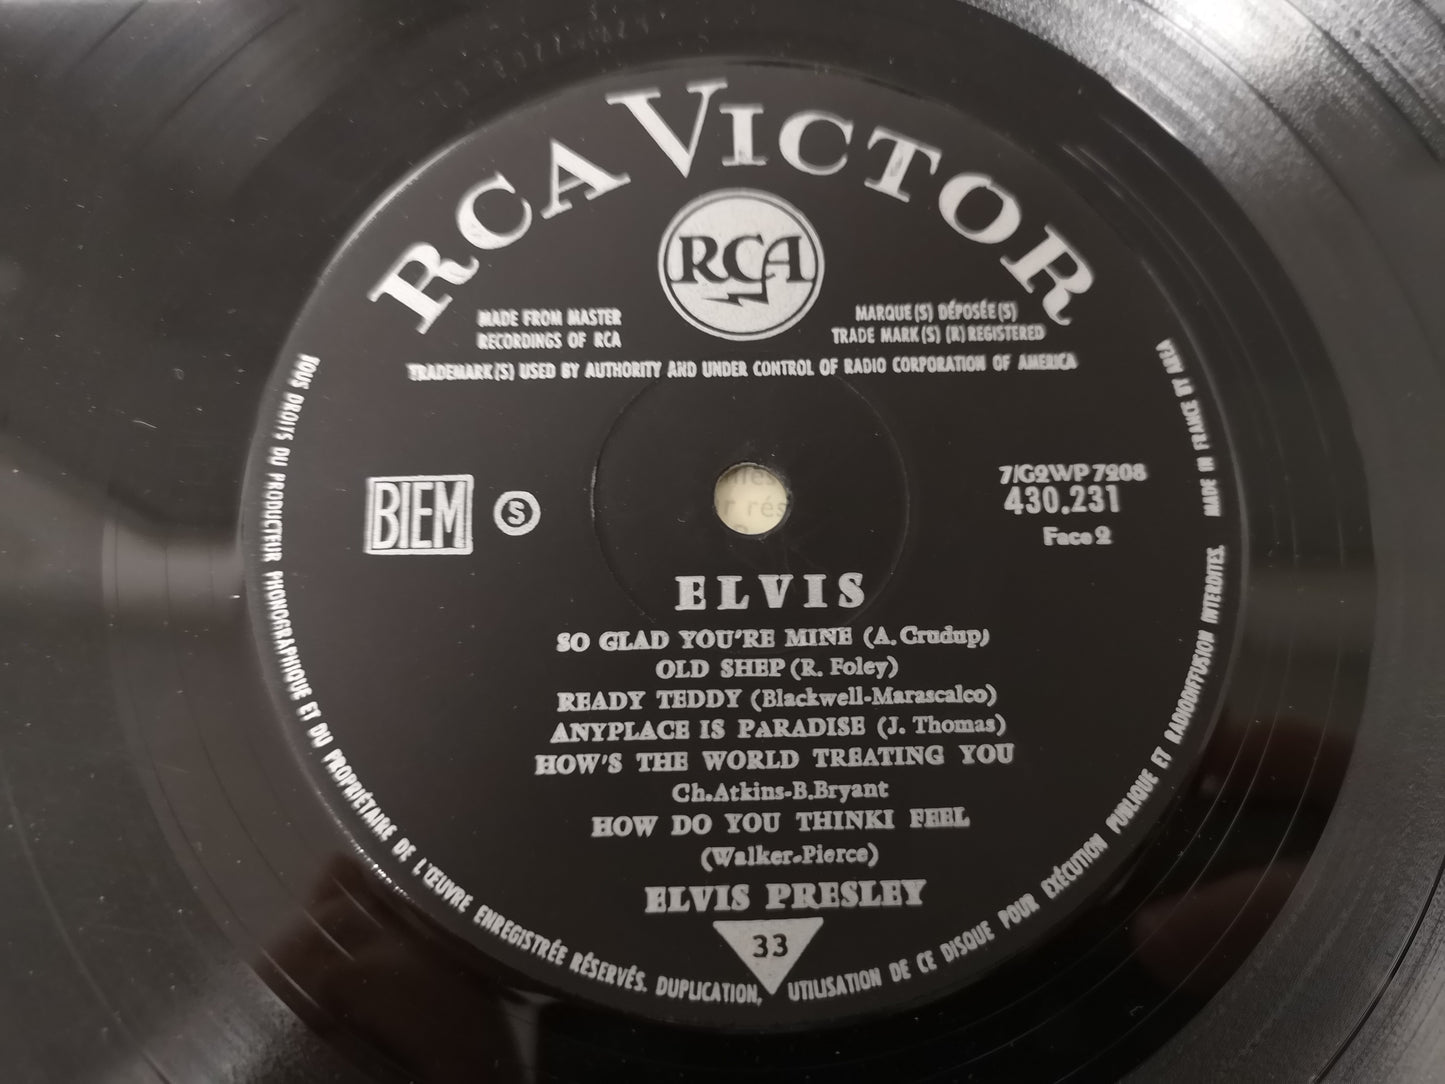 RCA VICTOR
RCA
MADE FROM MASTER
RECORDINGS OF RCA
MARQUE(S) DÉPOSÉE(S)
TRADE MARK(S) (R) REGISTERED
TRADEMARK(S) USED BY AUTHORITY AND UNDER CONTROL OF RADIO CORPORATION OF AMERICA
BIEM
S
7/G2WP 7208
430.231
Face 2
r rés
ELVIS
SO GLAD YOU'RE MINE (A. Crudup)
OLD SHEP (R. Foley)
READY TEDDY (Blackwell-Marascalco)
ANYPLACE IS PARADISE (J. Thomas)
HOW'S THE WORLD TREATING YOU
Ch.Atkins-B.Bryant
HOW DO YOU THINKI FEEL
(Walker-Pierce)
ELVIS PRESLEY
33
TOUS DROITS DU PRODUCTEUR PHONOGRAPHIQUE ET DU PROPRIÉTAIRE DE L'ŒUVRE ENREGISTRÉE RÉSERVÉS. DUPLICATION, UTILISATION DE CE DISQUE POUR EXÉCUTION PUBLIQUE ET RADIODIFFUSION INTERDITES.
MADE IN FRANCE BY AREA